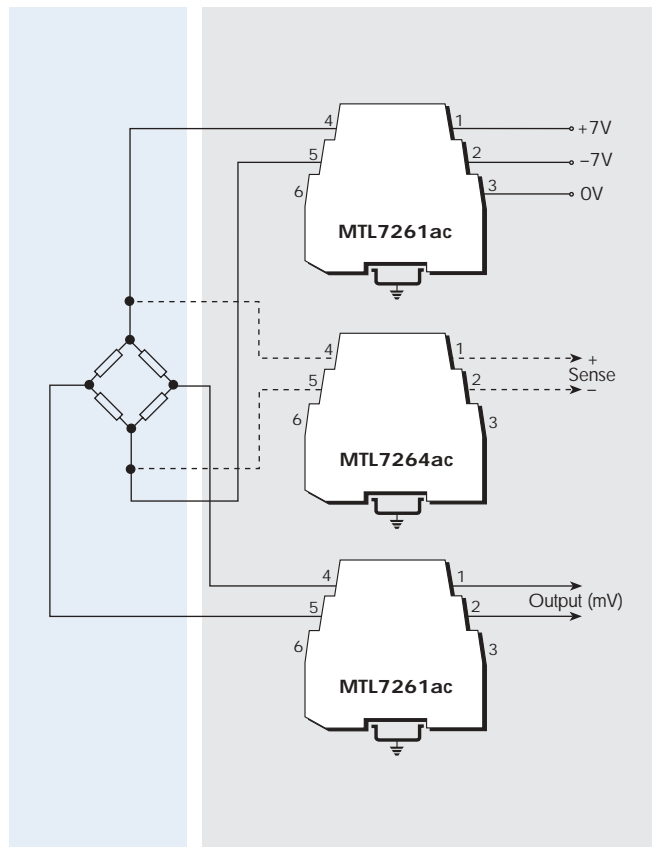 4 1 +7V
5 2 –7V
6 3 0V
MTL7261ac
4 1 +
Sense
5 2 –
6 3
MTL7264ac
4 1
Output (mV)
5 2
6 3
MTL7261ac